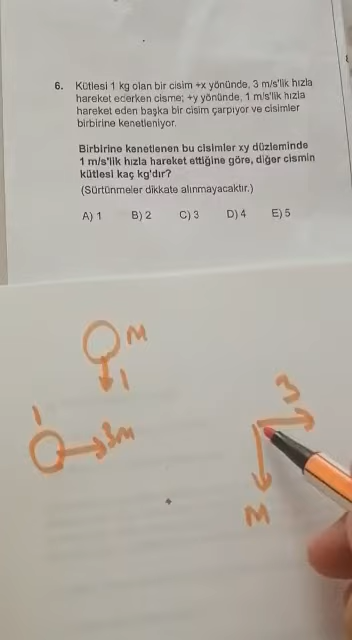 6. Kütlesi 1 kg olan bir cisim +x yönünde, 3 m/s'lik hızla
hareket ederken cisme; +y yönünde, 1 m/s'lik hızla
hareket eden başka bir cisim çarpıyor ve cisimler
birbirine kenetleniyor.
Birbirine kenetlenen bu cisimler xy düzleminde
1 m/s'lik hızla hareket ettiğine göre, diğer cismin
kütlesi kaç kg'dır?
(Sürtünmeler dikkate alınmayacaktır.)
A) 1 B) 2 C) 3 D) 4 E) 5
M
1
1
3m
3
M